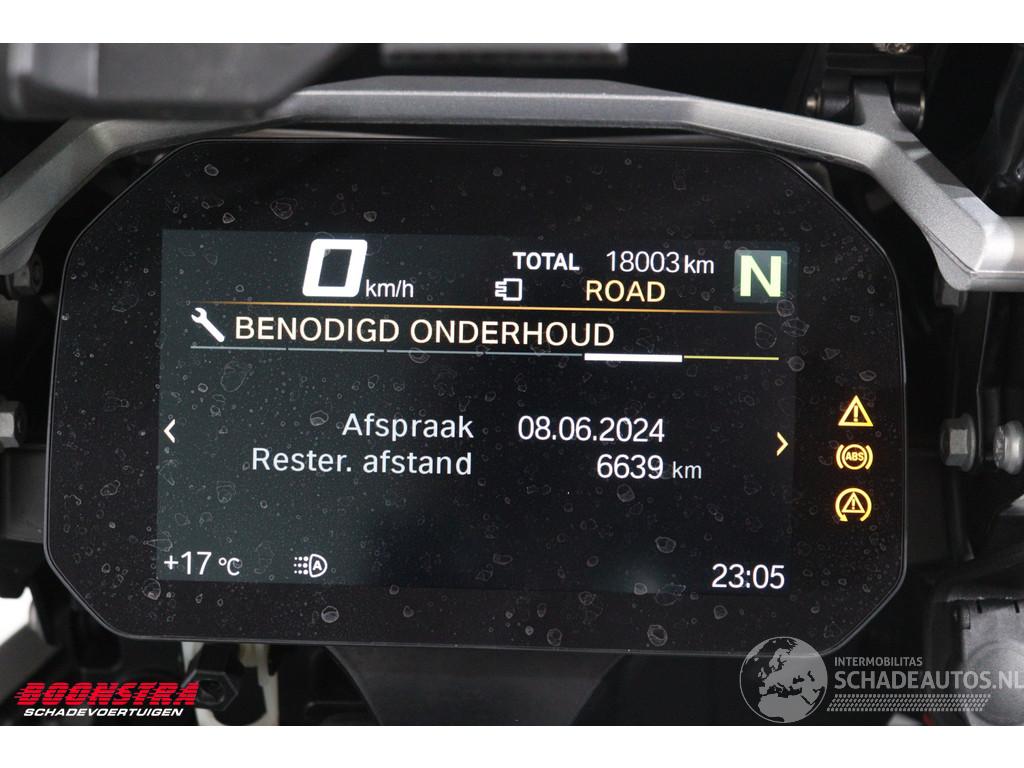 0 km/h
TOTAL 18003 km
N
ROAD
BENODIGD ONDERHOUD
Afspraak 08.06.2024
Rester. afstand 6639 km
ABS
+17 °C
A
23:05
BOONSTRA
SCHADEVOERTUIGEN
INTERMOBILITAS
SCHADEAUTOS.NL